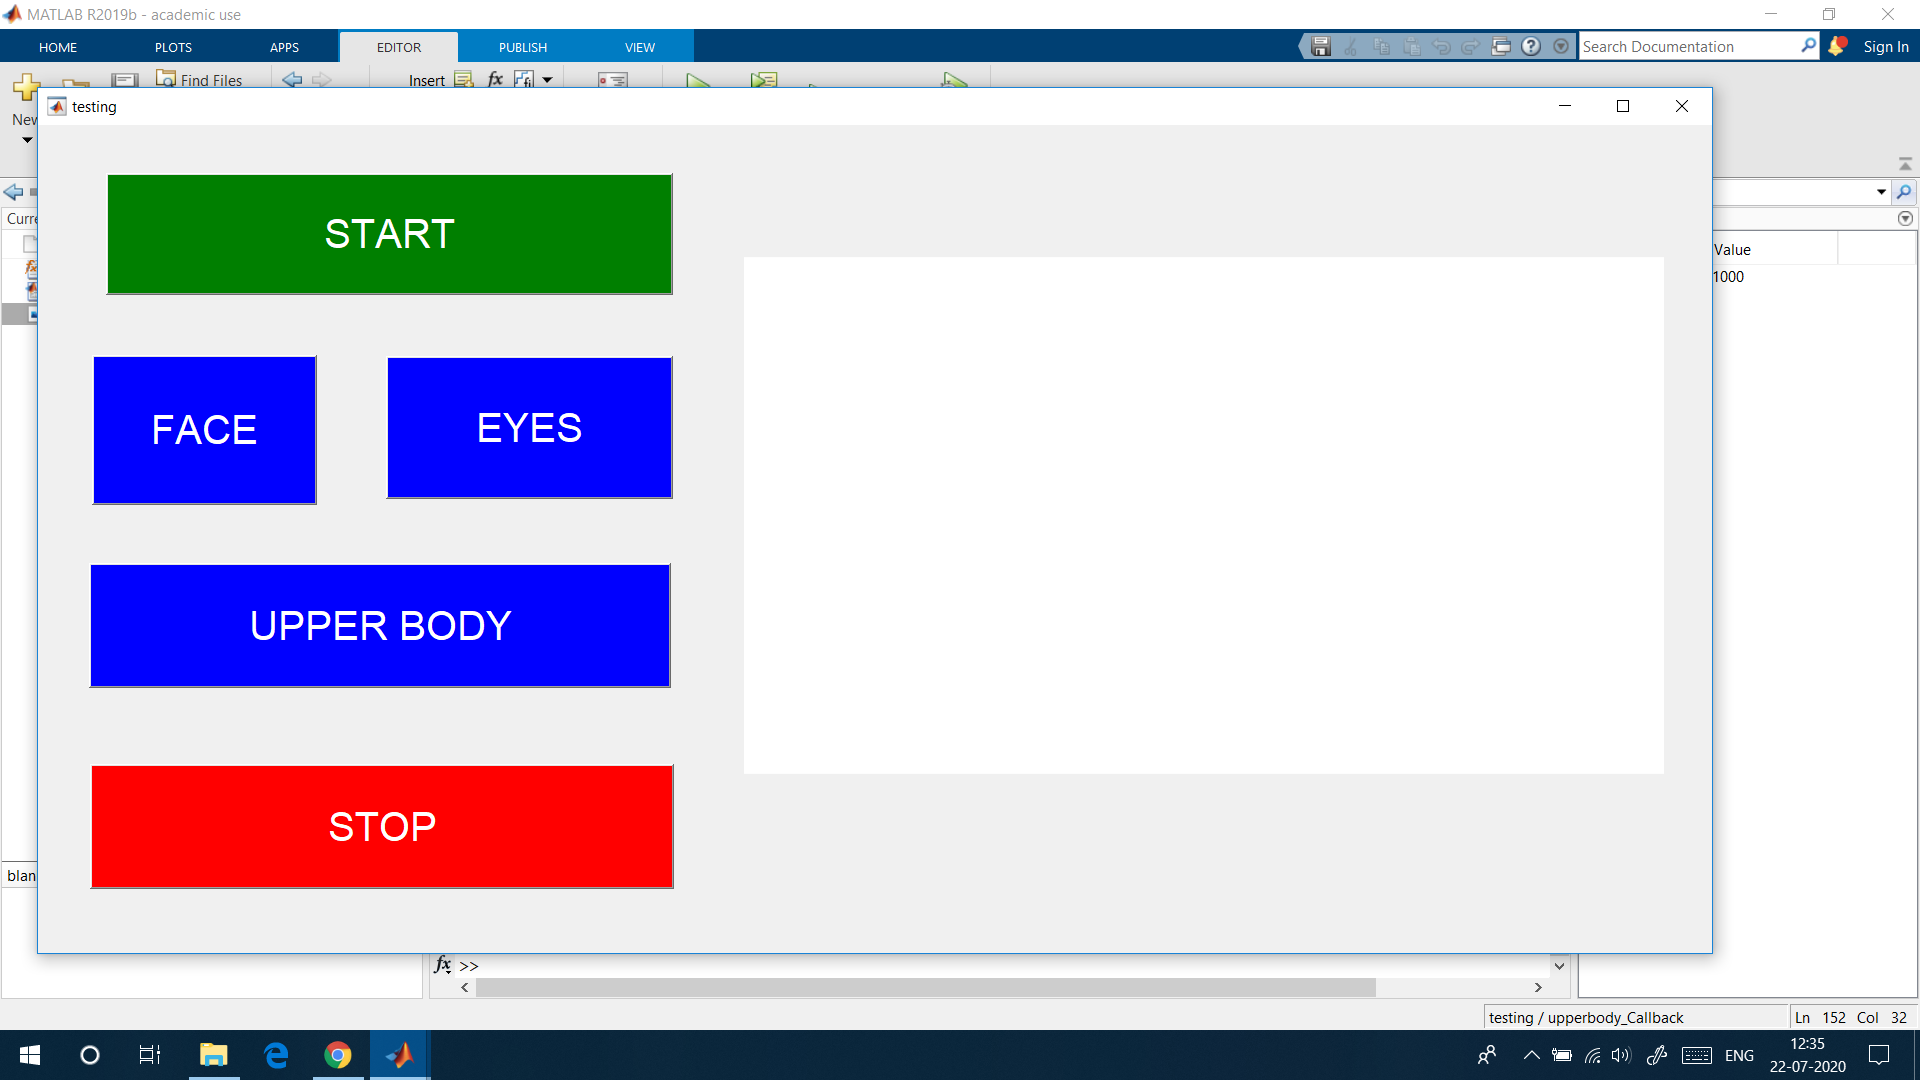 MATLAB R2019b - academic use
HOME
PLOTS
APPS
EDITOR
PUBLISH
VIEW
Search Documentation
Sign In
Find Files
Insert
fx
New
testing
START
FACE
EYES
UPPER BODY
STOP
Curre
Value
1000
blan
fx >>
testing / upperbody_Callback
Ln 152 Col 32
ENG
12:35
22-07-2020